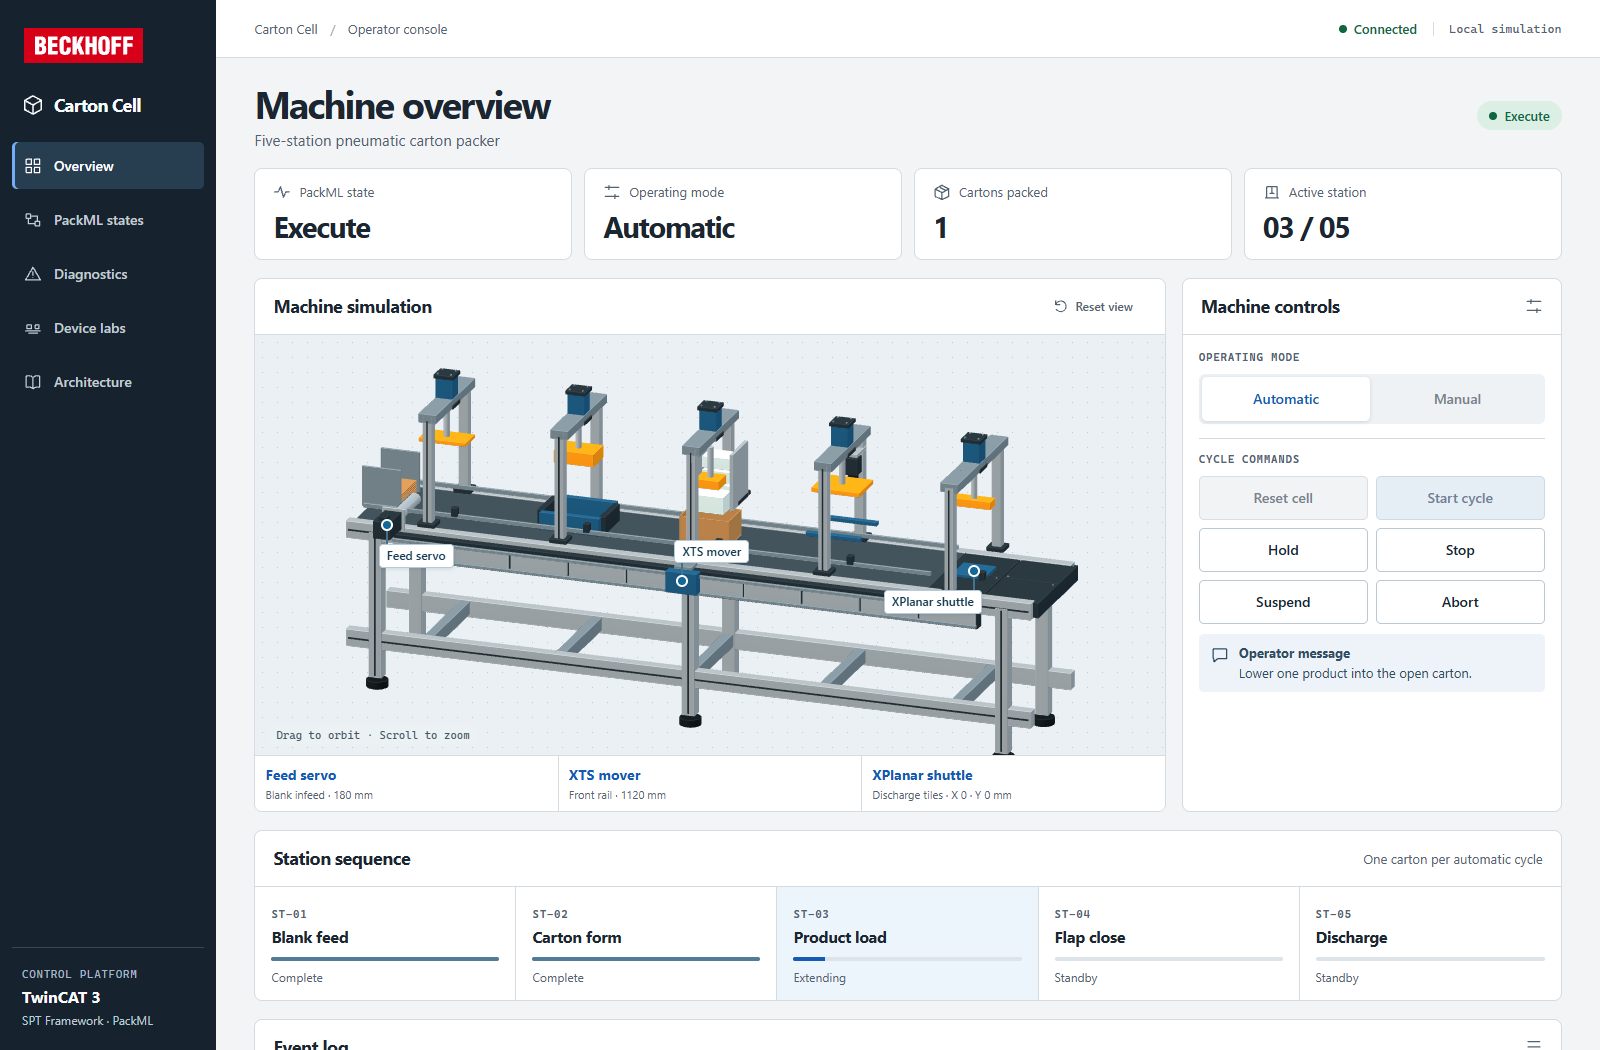 BECKHOFF
Carton Cell
Overview
PackML states
Diagnostics
Device labs
Architecture
CONTROL PLATFORM
TwinCAT 3
SPT Framework · PackML
Carton Cell / Operator console
Connected
Local simulation
Machine overview
Five-station pneumatic carton packer
Execute
PackML state
Execute
Operating mode
Automatic
Cartons packed
1
Active station
03 / 05
Machine simulation
Reset view
Feed servo
XTS mover
XPlanar shuttle
Drag to orbit · Scroll to zoom
Feed servo
Blank infeed · 180 mm
XTS mover
Front rail · 1120 mm
XPlanar shuttle
Discharge tiles · X 0 · Y 0 mm
Machine controls
OPERATING MODE
Automatic
Manual
CYCLE COMMANDS
Reset cell
Start cycle
Hold
Stop
Suspend
Abort
Operator message
Lower one product into the open carton.
Station sequence
One carton per automatic cycle
ST-01
Blank feed
Complete
ST-02
Carton form
Complete
ST-03
Product load
Extending
ST-04
Flap close
Standby
ST-05
Discharge
Standby
Event log